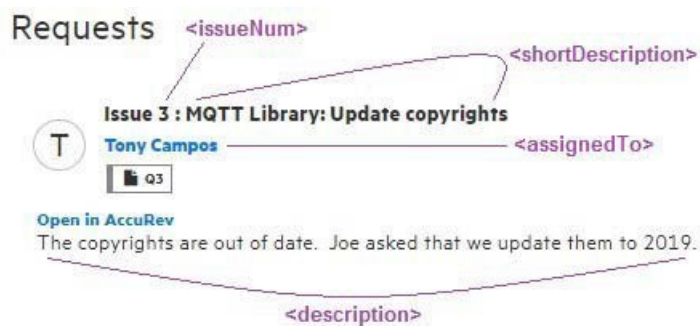 Requests <issueNum>
<shortDescription>
Issue 3 : MQTT Library: Update copyrights
T
Tony Campos <assignedTo>
Q3
Open in AccuRev
The copyrights are out of date. Joe asked that we update them to 2019.
<description>